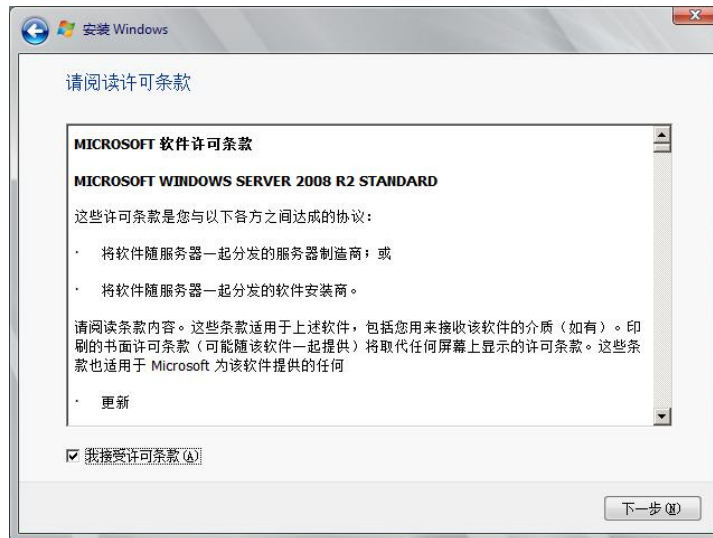 安装 Windows
请阅读许可条款
MICROSOFT 软件许可条款
MICROSOFT WINDOWS SERVER 2008 R2 STANDARD
这些许可条款是您与以下各方之间达成的协议：
· 将软件随服务器一起分发的服务器制造商；或
· 将软件随服务器一起分发的软件安装商。
请阅读条款内容。这些条款适用于上述软件，包括您用来接收该软件的介质（如有）。印
刷的书面许可条款（可能随该软件一起提供）将取代任何屏幕上显示的许可条款。这些条
款也适用于 Microsoft 为该软件提供的任何
· 更新
我接受许可条款(A)
下一步(N)